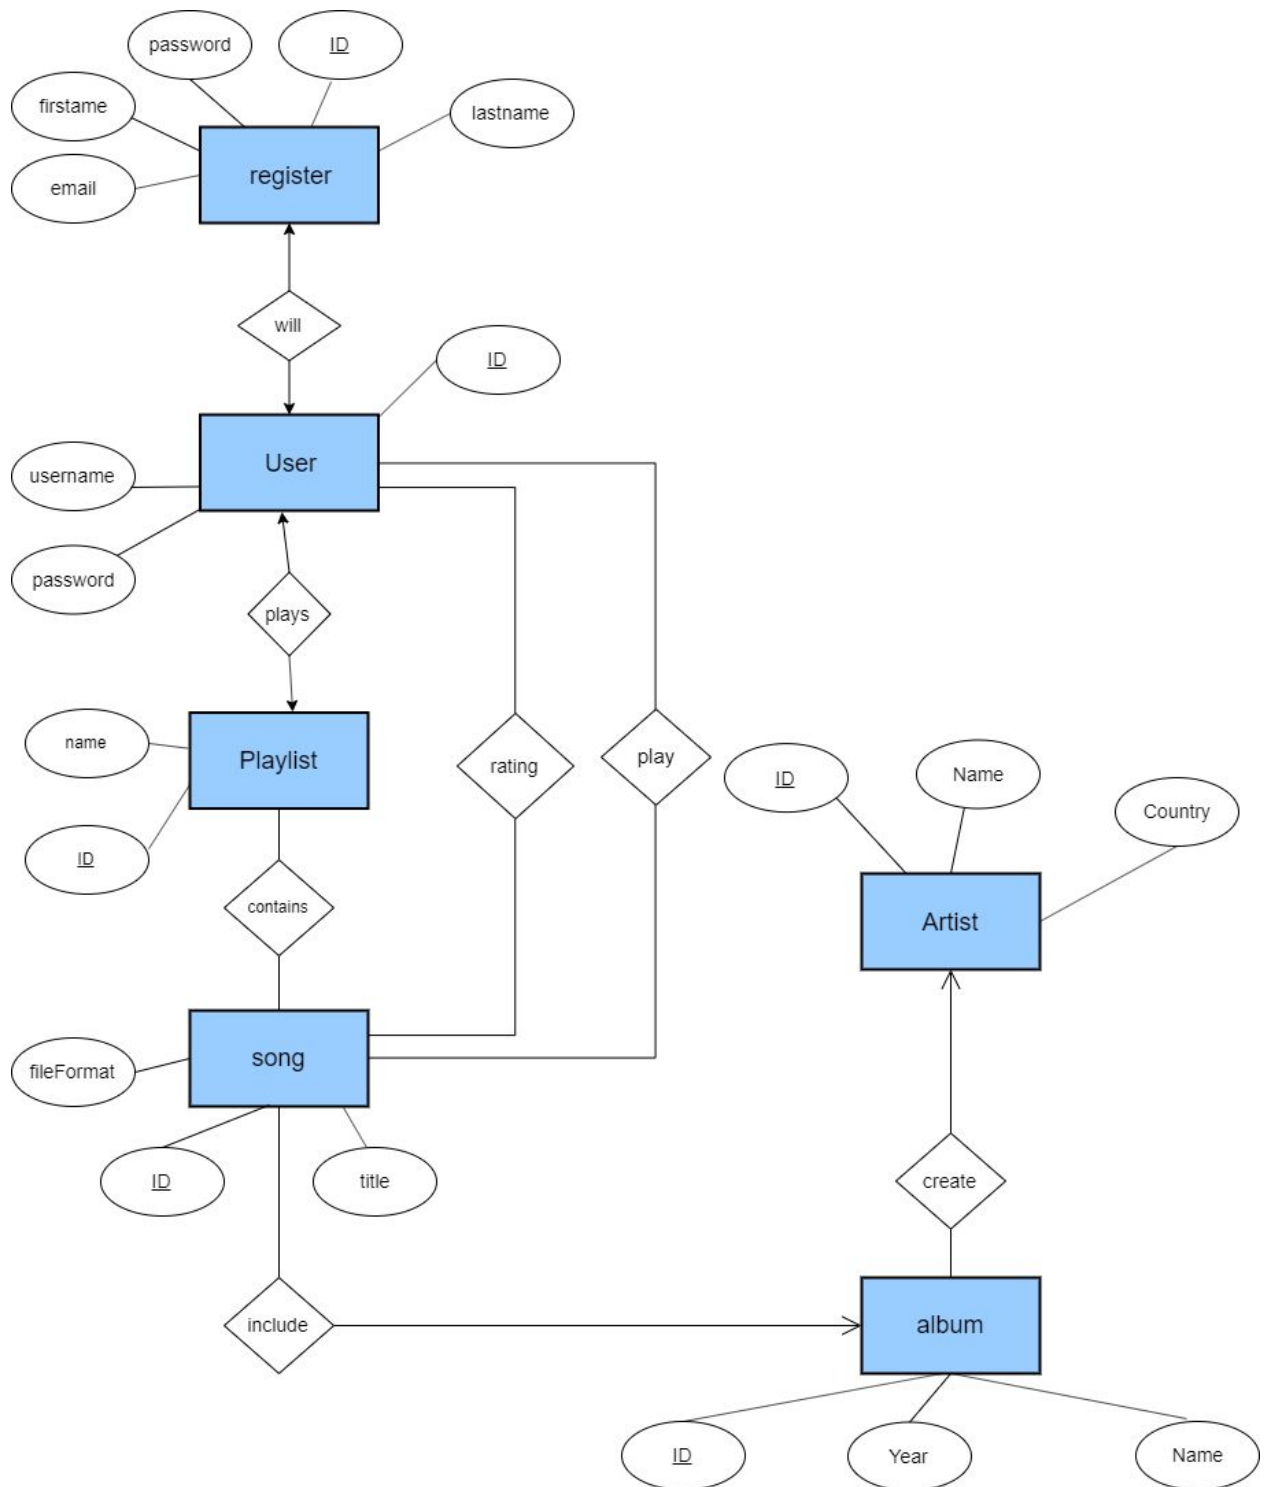 password
ID
firstame
lastname
register
email
will
ID
User
username
password
plays
name
Playlist
rating
play
ID
Name
Country
ID
contains
Artist
song
fileFormat
ID
title
create
include
album
ID
Year
Name